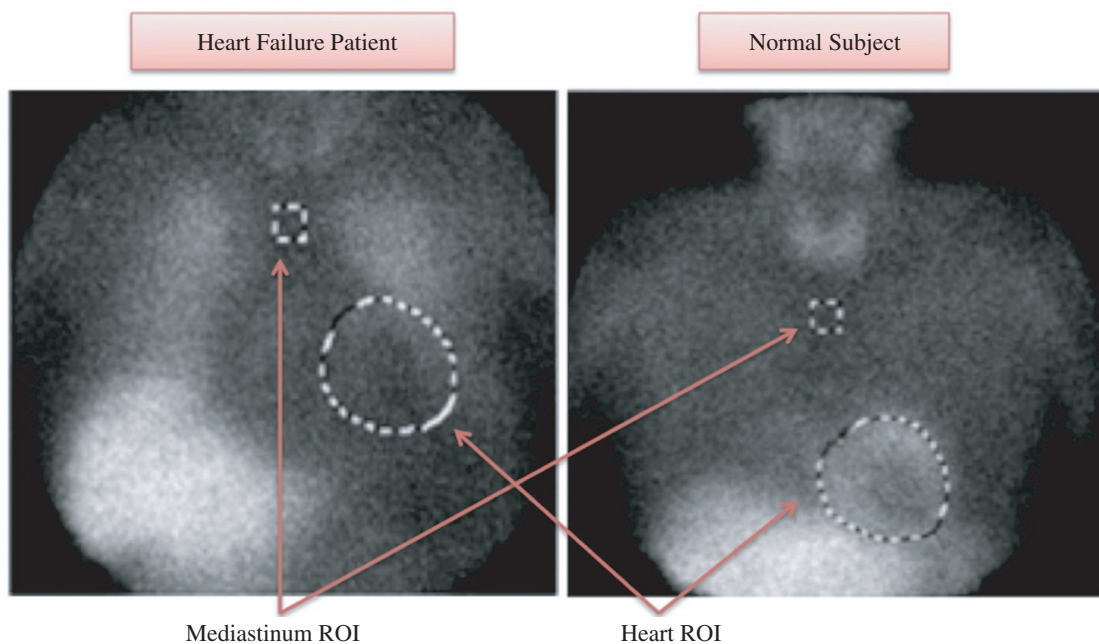 Heart Failure Patient
Normal Subject
Mediastinum ROI
Heart ROI